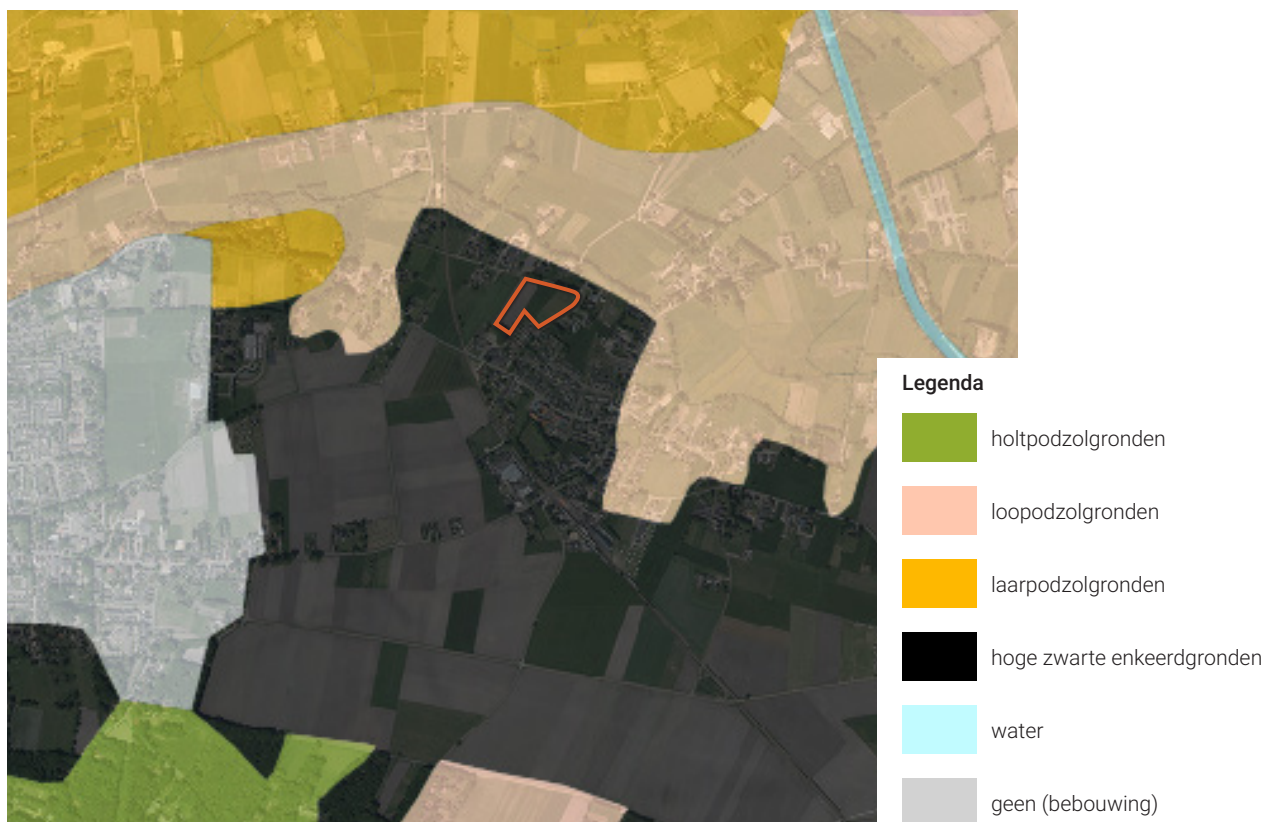 Legenda
holtpodzolgronden
loopodzolgronden
laarpodzolgronden
hoge zwarte enkeerdgronden
water
geen (bebouwing)